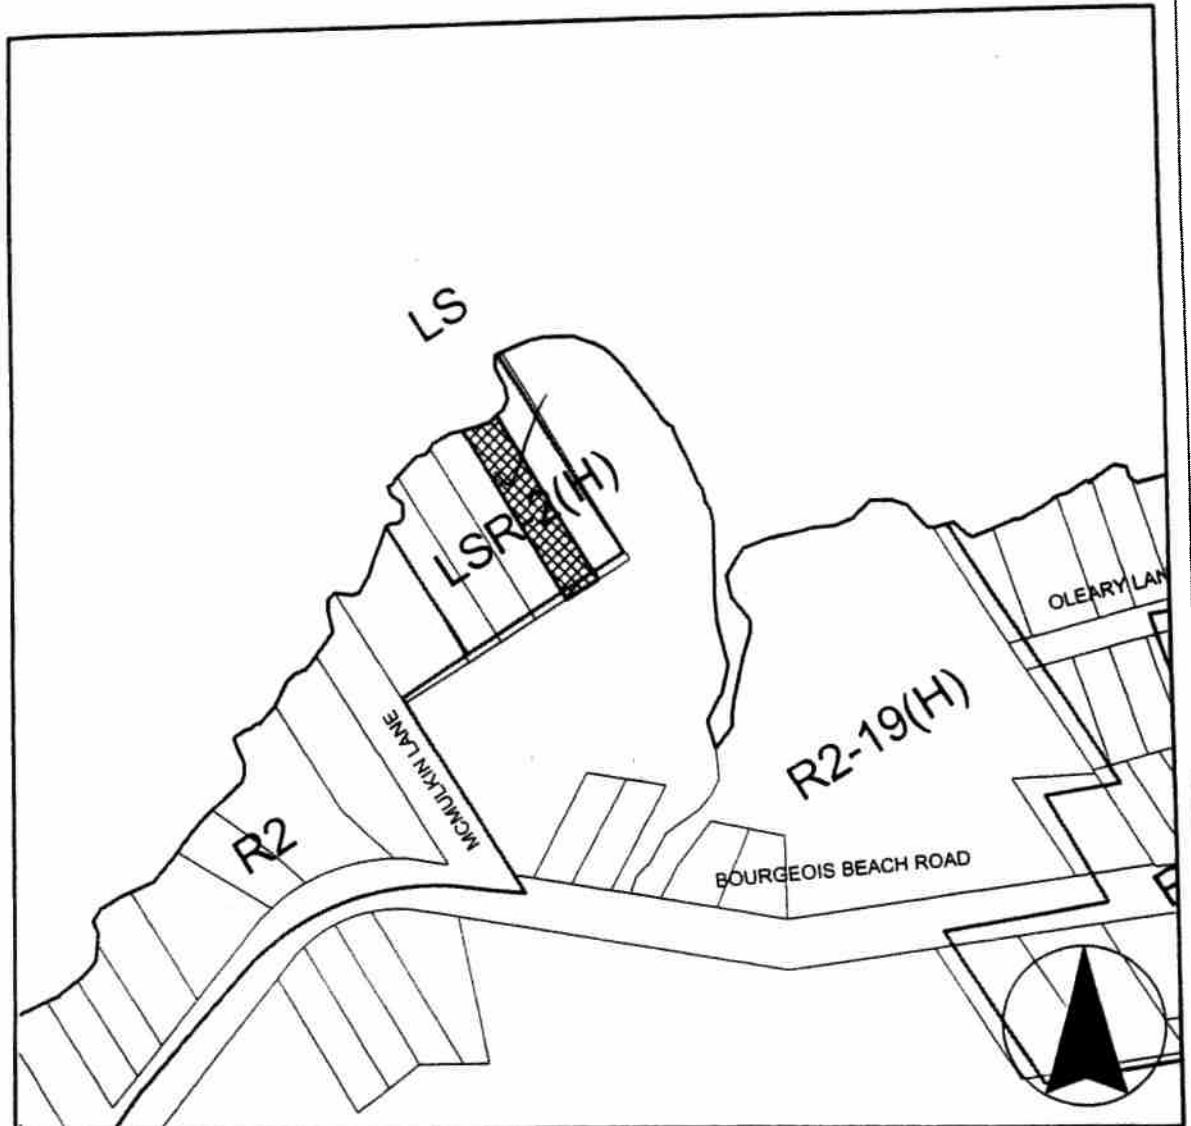 LS
LSR-2(H)
OLEARY LAN
R2-19(H)
MCMULKIN LANE
R2
BOURGEOIS BEACH ROAD